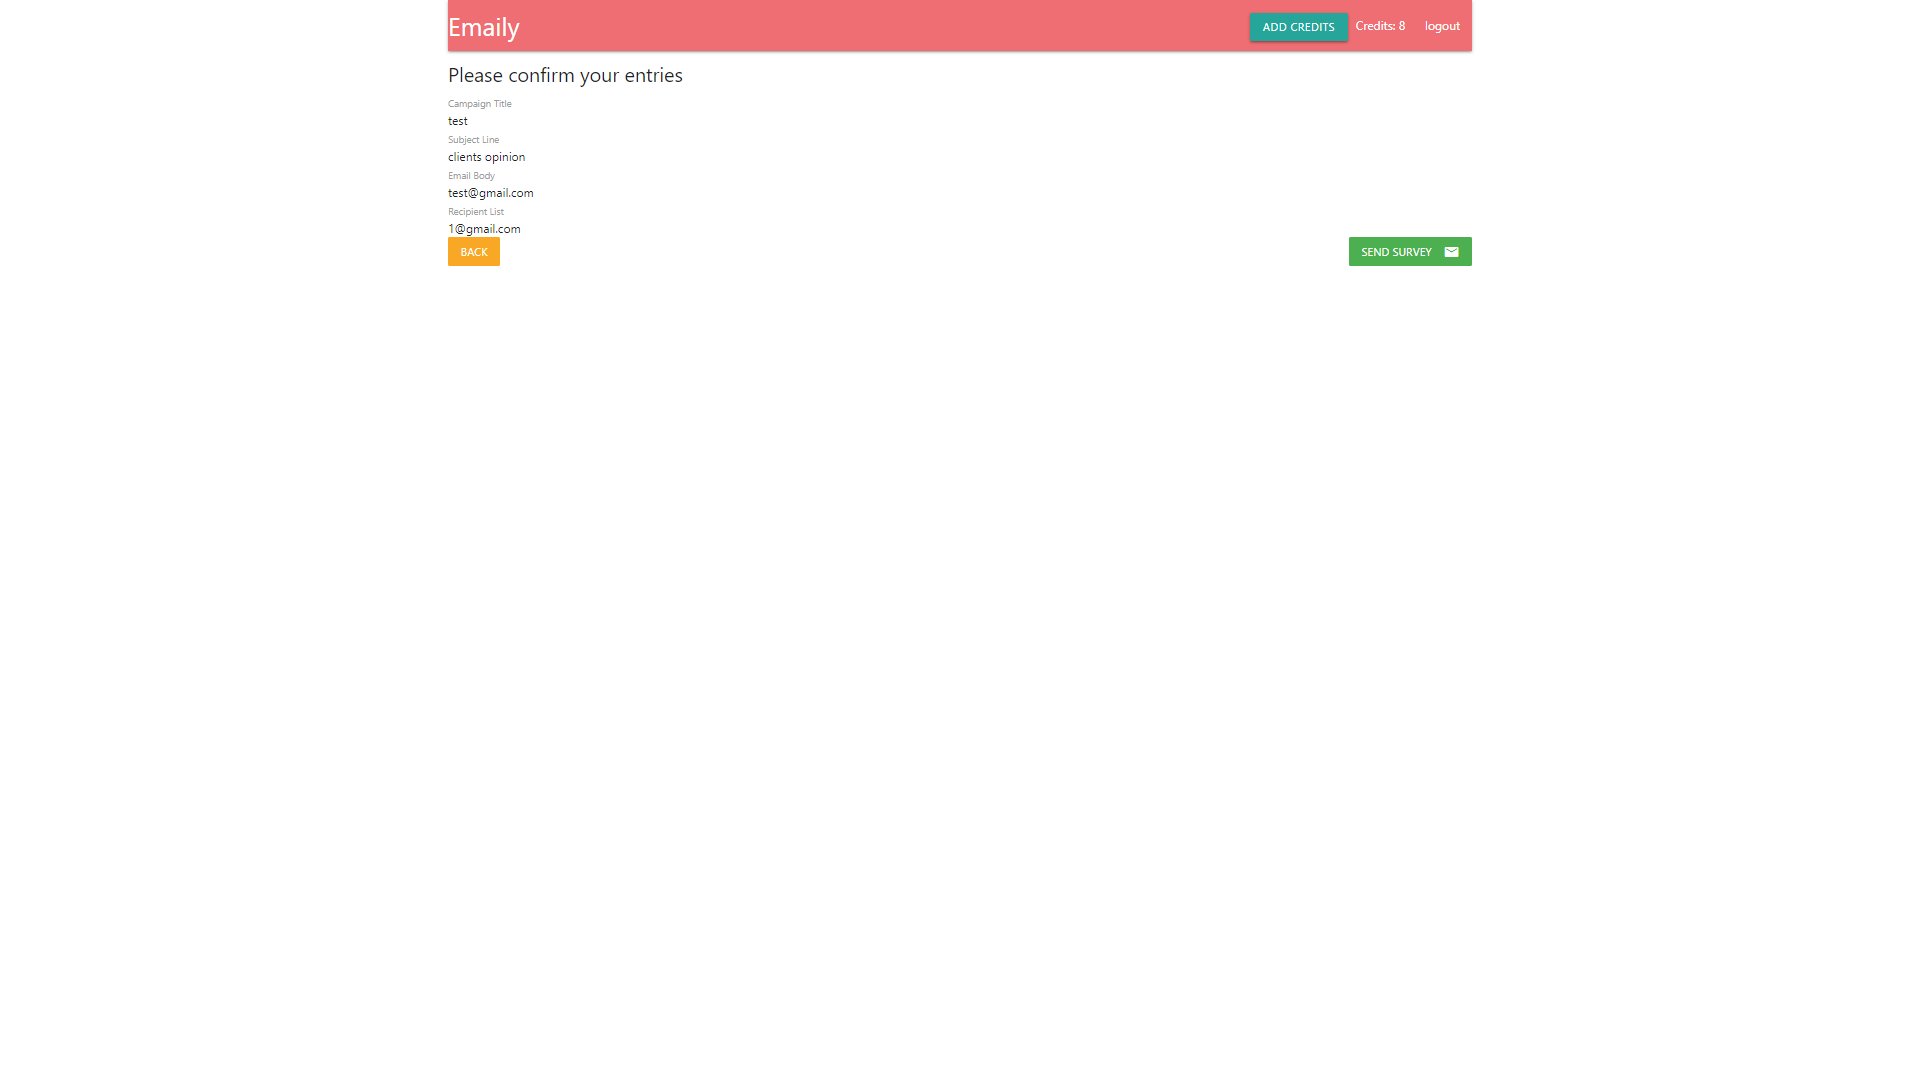 Emaily
ADD CREDITS
Credits: 8
logout
Please confirm your entries
Campaign Title
test
Subject Line
clients opinion
Email Body
test@gmail.com
Recipient List
1@gmail.com
BACK
SEND SURVEY